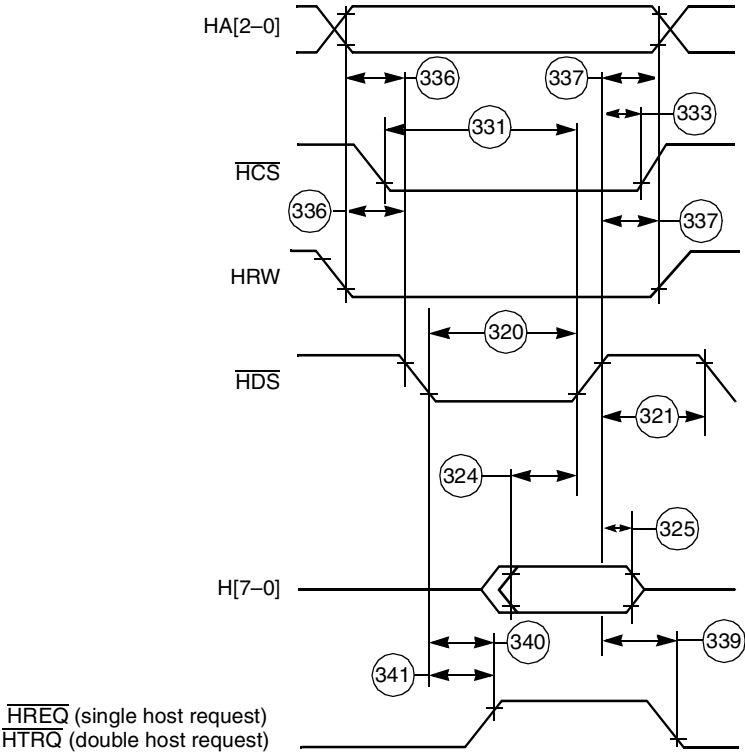 HA[2–0]
336
337
333
331
HCS
336
337
HRW
320
HDS
321
324
325
H[7–0]
340
339
341
HREQ (single host request)
HTRQ (double host request)